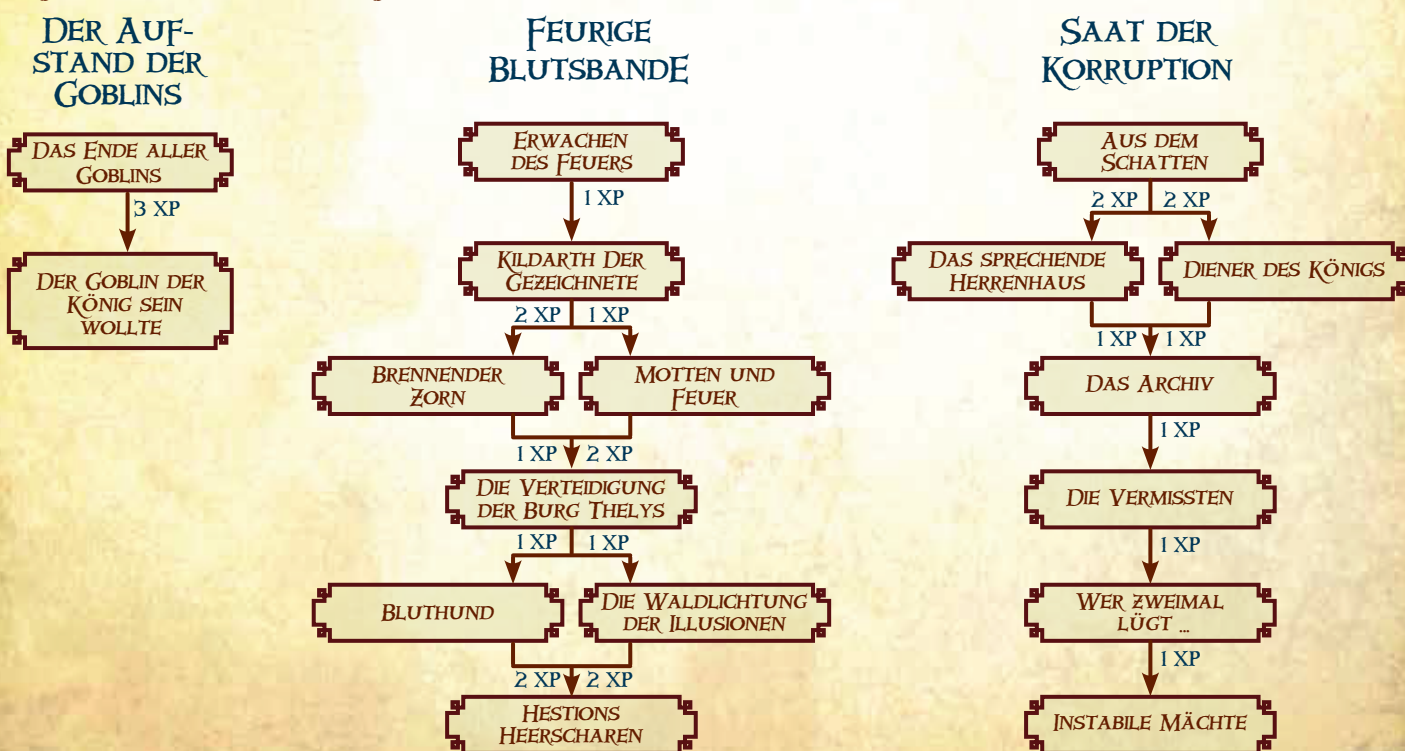 Der Auf-
stand der
Goblins
Das Ende aller
Goblins
3 XP
Der Goblin der
König sein
wollte
Feurige
Blutsbande
Erwachen
des Feuers
1 XP
Kildarth Der
Gezeichnete
2 XP 1 XP
Brennender
Zorn
Motten und
Feuer
1 XP 2 XP
Die Verteidigung
der Burg Thelys
1 XP 1 XP
Bluthund
Die Waldlichtung
der Illusionen
2 XP 2 XP
Hestions
Heerscharen
Saat der
Korruption
Aus dem
Schatten
2 XP 2 XP
Das sprechende
Herrenhaus
Diener des Königs
1 XP 1 XP
Das Archiv
1 XP
Die Vermissten
1 XP
Wer zweimal
lügt ...
1 XP
Instabile Mächte